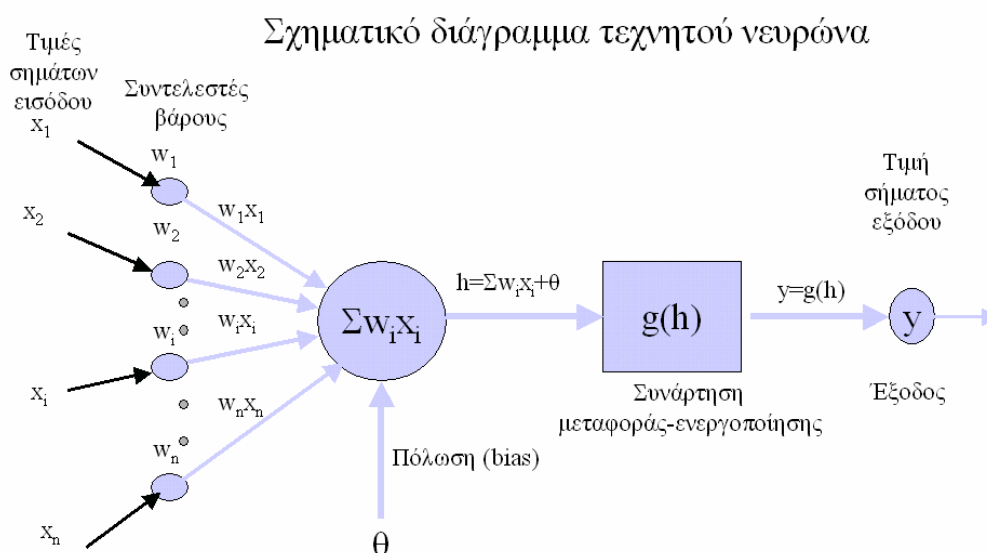 Σχηματικό διάγραμμα τεχνητού νευρώνα
Τιμές
σημάτων
εισόδου
x₁
Συντελεστές
βάρους
w₁
x₂
w₂
w₁x₁
w₂x₂
wᵢ
wᵢxᵢ
xᵢ
wₙxₙ
wₙ
xₙ
Σwᵢxᵢ
h=Σwᵢxᵢ+θ
Πόλωση (bias)
θ
g(h)
Συνάρτηση
μεταφοράς-ενεργοποίησης
y=g(h)
Τιμή
σήματος
εξόδου
y
Έξοδος